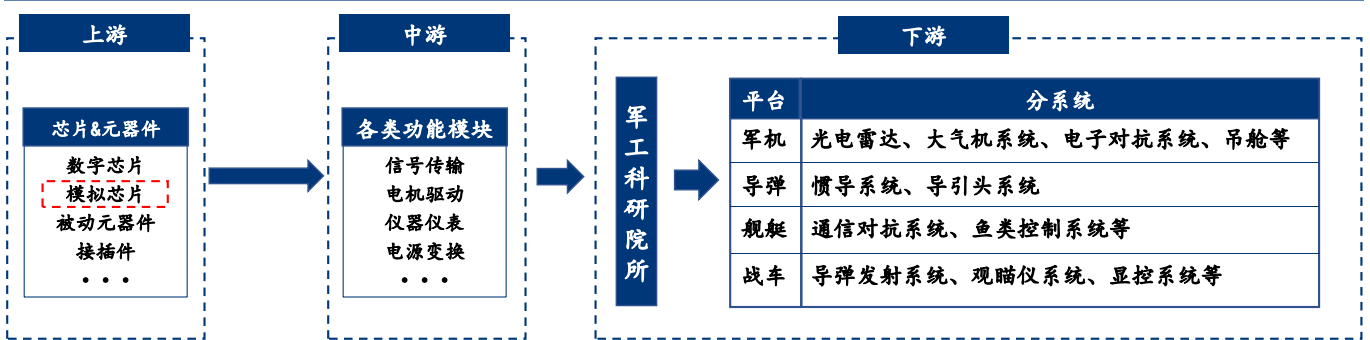 上游
芯片&元器件
数字芯片
模拟芯片
被动元器件
接插件
• • •
中游
各类功能模块
信号传输
电机驱动
仪器仪表
电源变换
• • •
下游
军工科研院所
平台 分系统
军机 光电雷达、大气机系统、电子对抗系统、吊舱等
导弹 惯导系统、导引头系统
舰艇 通信对抗系统、鱼类控制系统等
战车 导弹发射系统、观瞄仪系统、显控系统等